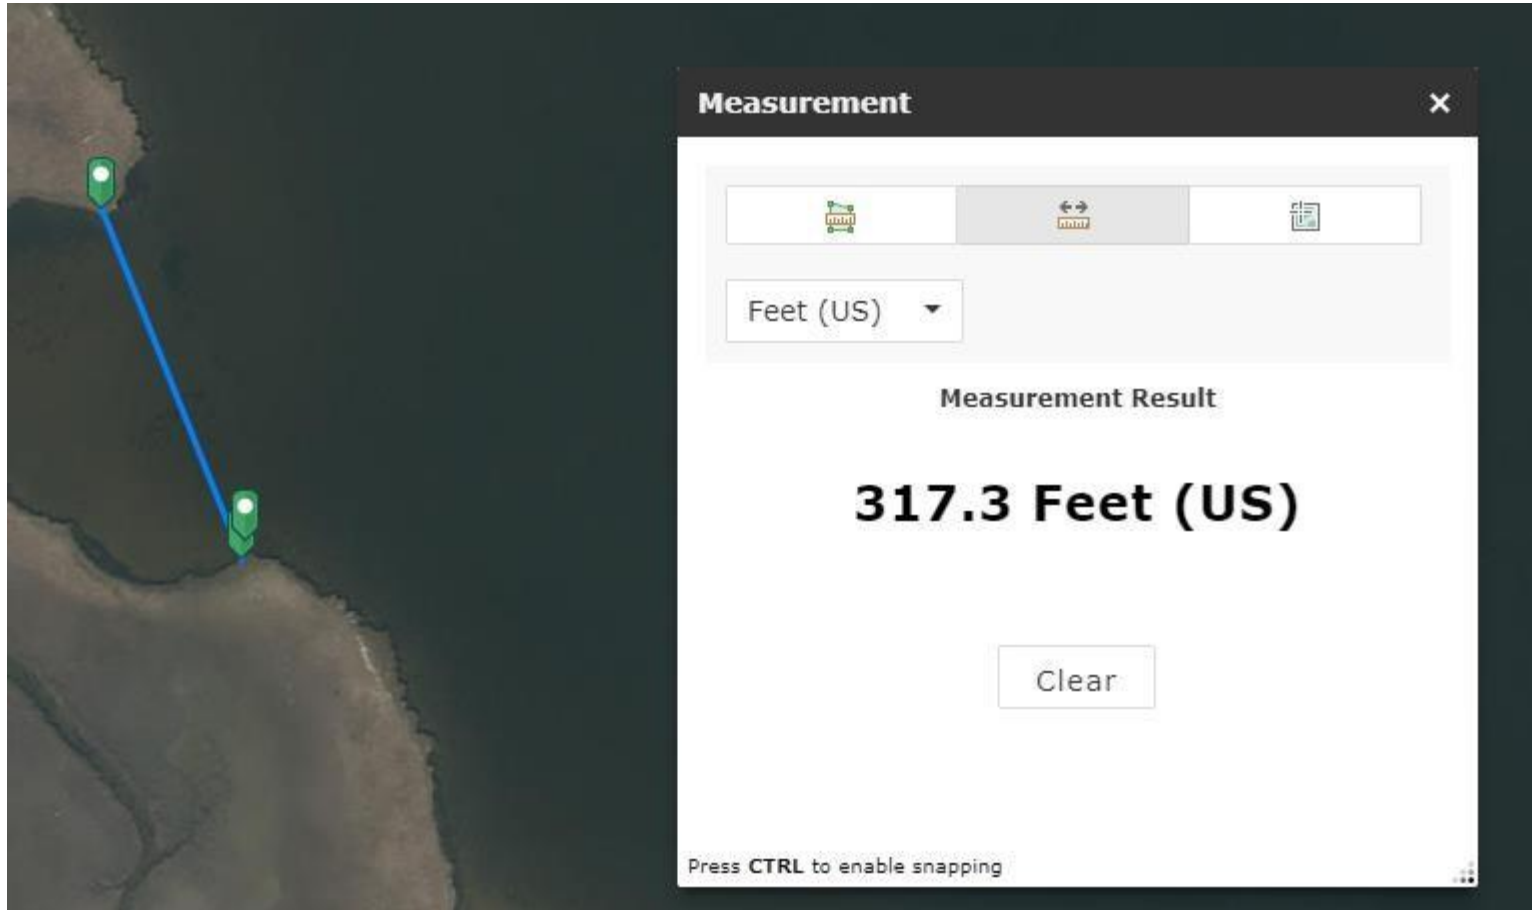 Measurement
Feet (US)
Measurement Result
317.3 Feet (US)
Clear
Press CTRL to enable snapping